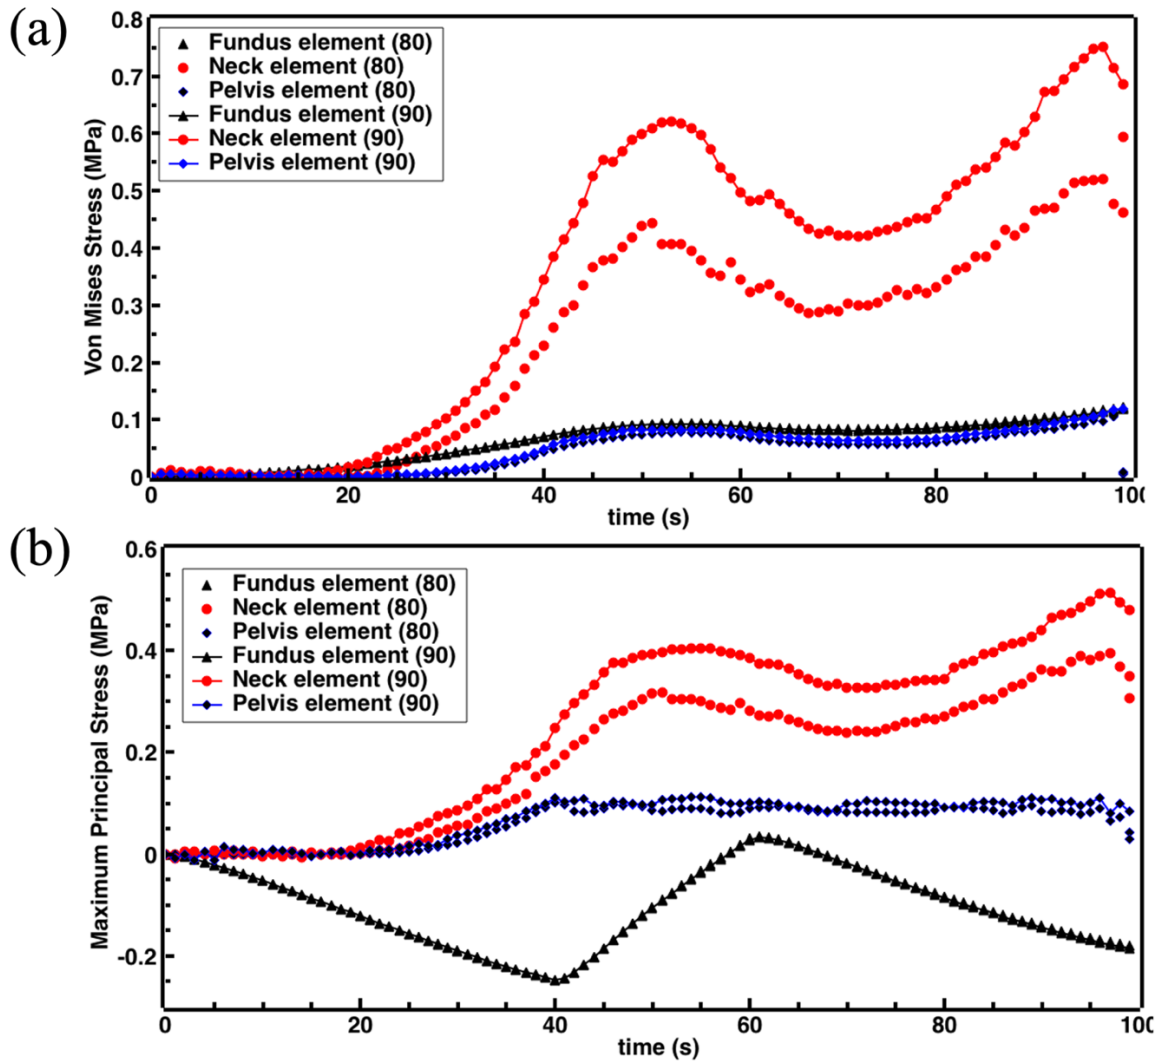 (a)
0.8
0.7
0.6
0.5
0.4
0.3
0.2
0.1
0
Von Mises Stress (MPa)
Fundus element (80)
Neck element (80)
Pelvis element (80)
Fundus element (90)
Neck element (90)
Pelvis element (90)
0 20 40 60 80 100
time (s)
(b)
0.6
0.4
0.2
0
-0.2
Maximum Principal Stress (MPa)
Fundus element (80)
Neck element (80)
Pelvis element (80)
Fundus element (90)
Neck element (90)
Pelvis element (90)
0 20 40 60 80 100
time (s)